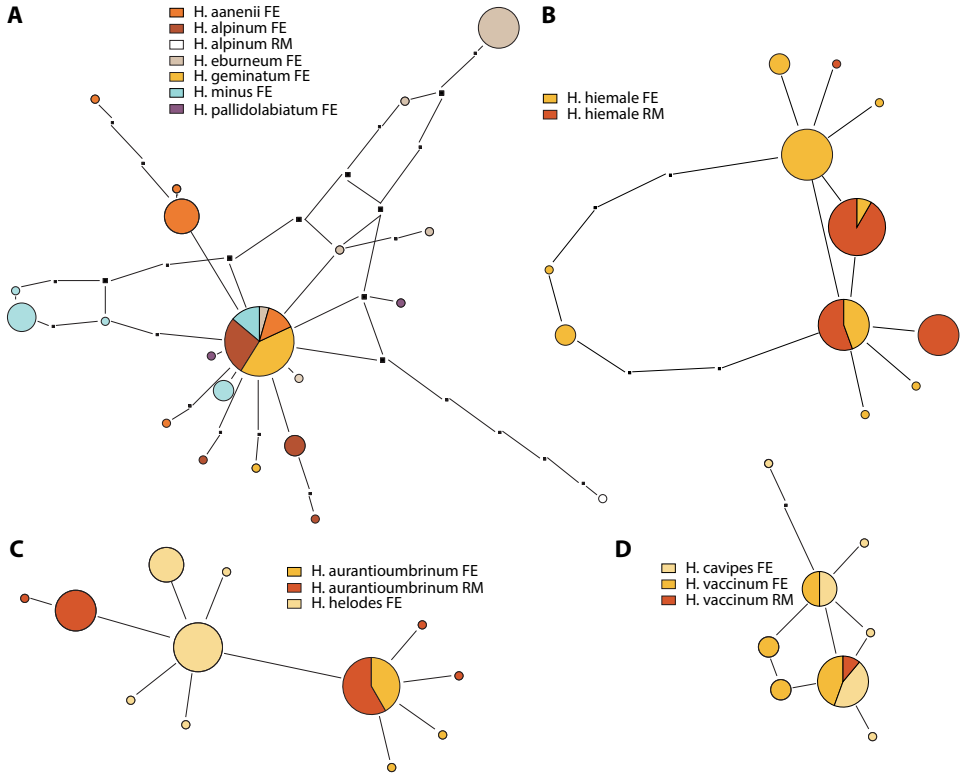 A
H. aanenii FE
H. alpinum FE
H. alpinum RM
H. eburneum FE
H. geminatum FE
H. minus FE
H. pallidolabiatum FE
B
H. hiemale FE
H. hiemale RM
C
H. aurantioumbrinum FE
H. aurantioumbrinum RM
H. helodes FE
D
H. cavipes FE
H. vaccinum FE
H. vaccinum RM